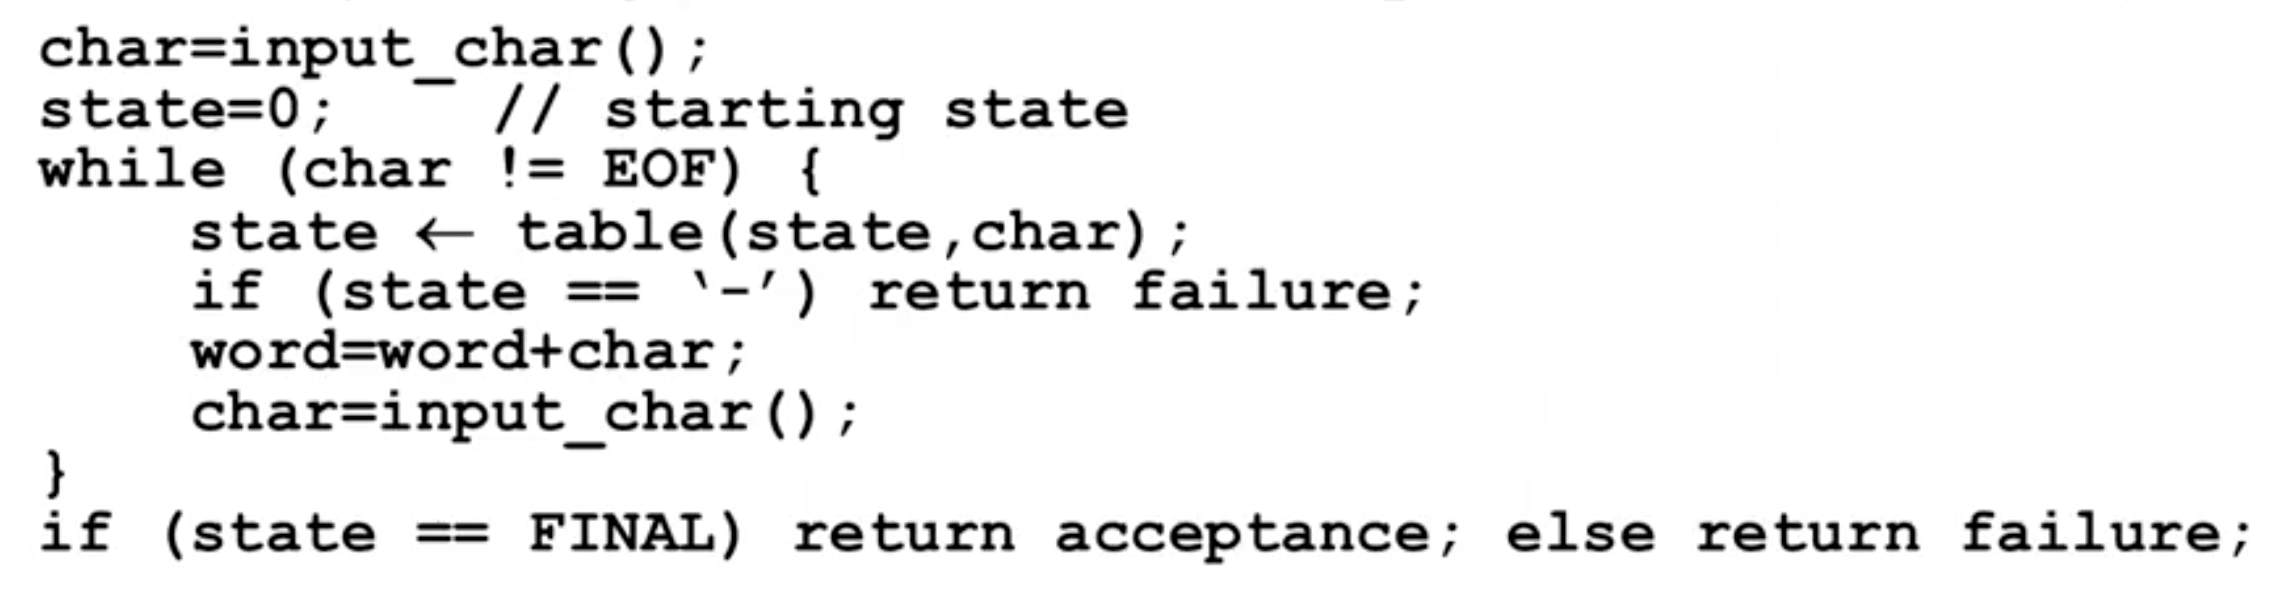 char=input_char();
state=0;    // starting state
while (char != EOF) {
    state ← table(state,char);
    if (state == ‵-′) return failure;
    word=word+char;
    char=input_char();
}
if (state == FINAL) return acceptance; else return failure;